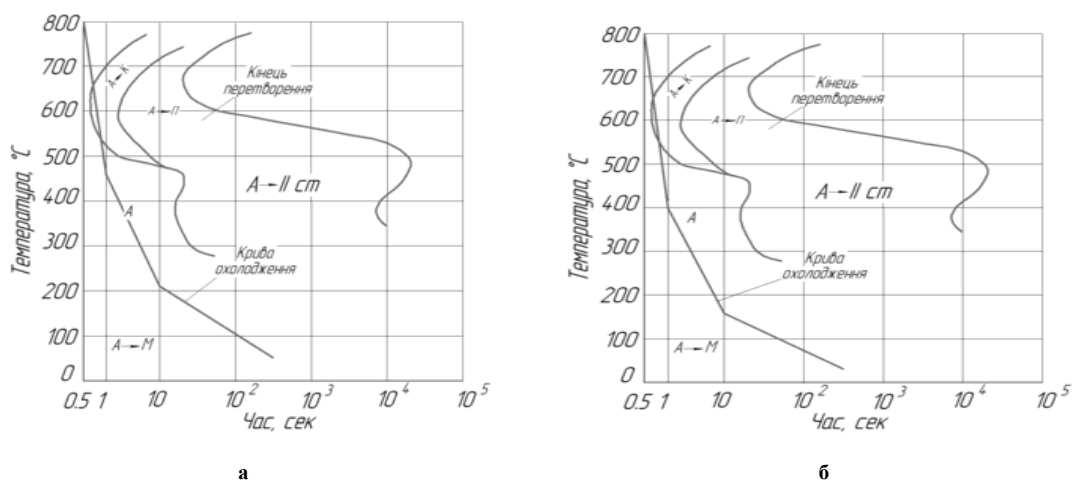 800
700
600
500
400
300
200
100
0
Температура, °С
А→К
А→П
Кінець
перетворення
А→ІІ ст
А
Крива
охолодження
А→М
0.5 1 10 10² 10³ 10⁴ 10⁵
Час, сек
а
800
700
600
500
400
300
200
100
0
Температура, °С
А→К
А→П
Кінець
перетворення
А→ІІ ст
А
Крива
охолодження
А→М
0.5 1 10 10² 10³ 10⁴ 10⁵
Час, сек
б